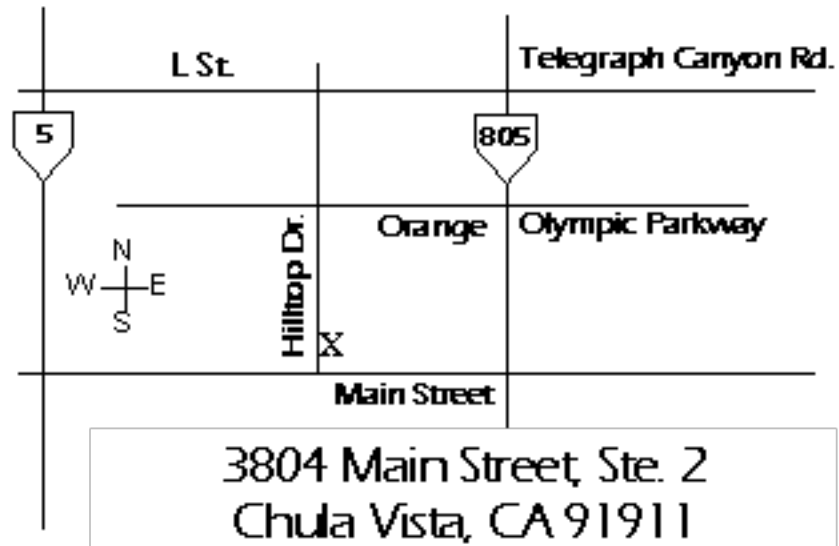 L St.
Telegraph Canyon Rd.
5
805
Orange
Olympic Parkway
Hilltop Dr.
N
W E
S
X
Main Street
3804 Main Street, Ste. 2
Chula Vista, CA 91911